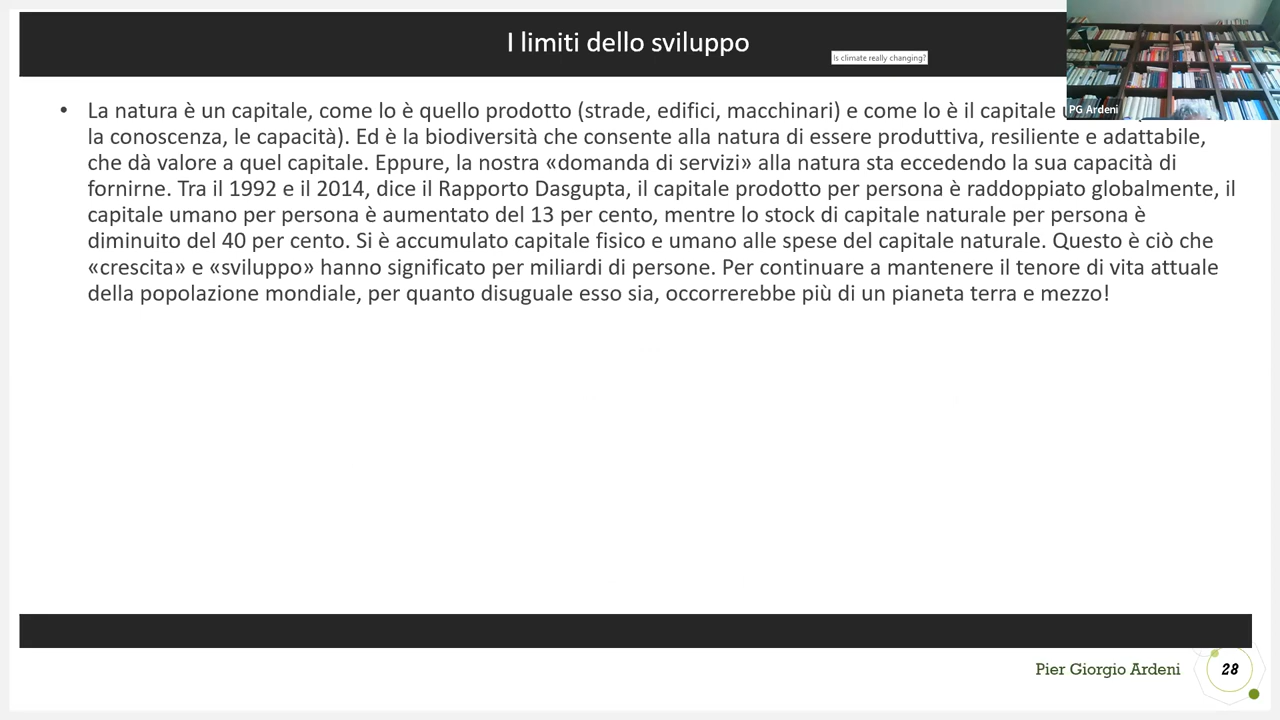 I limiti dello sviluppo
Is climate really changing?
PG Ardeni
• La natura è un capitale, come lo è quello prodotto (strade, edifici, macchinari) e come lo è il capitale
la conoscenza, le capacità). Ed è la biodiversità che consente alla natura di essere produttiva, resiliente e adattabile,
che dà valore a quel capitale. Eppure, la nostra «domanda di servizi» alla natura sta eccedendo la sua capacità di
fornirne. Tra il 1992 e il 2014, dice il Rapporto Dasgupta, il capitale prodotto per persona è raddoppiato globalmente, il
capitale umano per persona è aumentato del 13 per cento, mentre lo stock di capitale naturale per persona è
diminuito del 40 per cento. Si è accumulato capitale fisico e umano alle spese del capitale naturale. Questo è ciò che
«crescita» e «sviluppo» hanno significato per miliardi di persone. Per continuare a mantenere il tenore di vita attuale
della popolazione mondiale, per quanto disuguale esso sia, occorrerebbe più di un pianeta terra e mezzo!
Pier Giorgio Ardeni
28